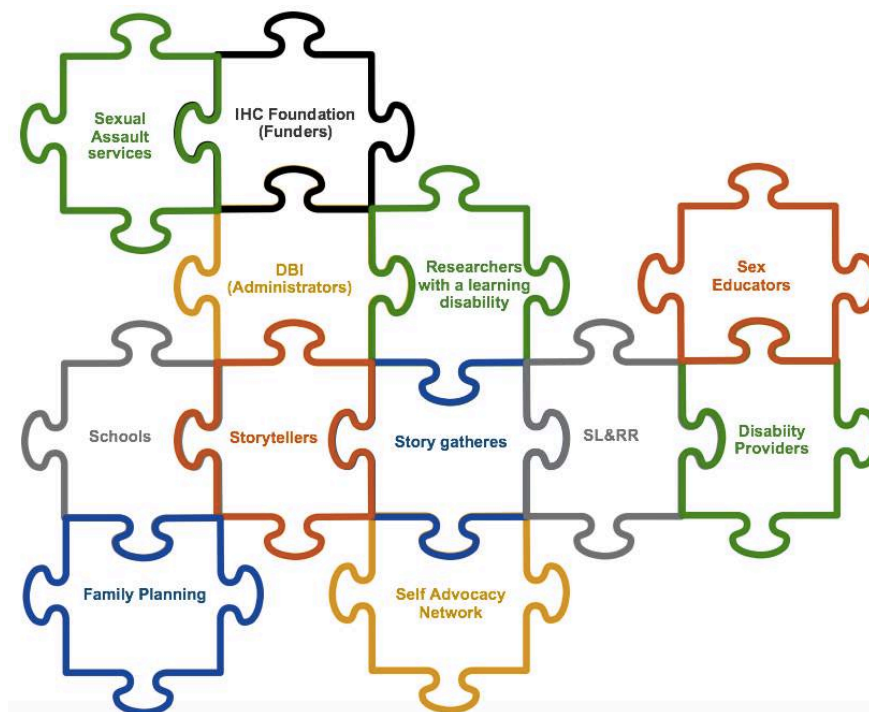 Sexual
Assault
services
IHC Foundation
(Funders)
DBI
(Administrators)
Researchers
with a learning
disability
Sex
Educators
Schools
Storytellers
Story gatheres
SL&RR
Disabiity
Providers
Family Planning
Self Advocacy
Network